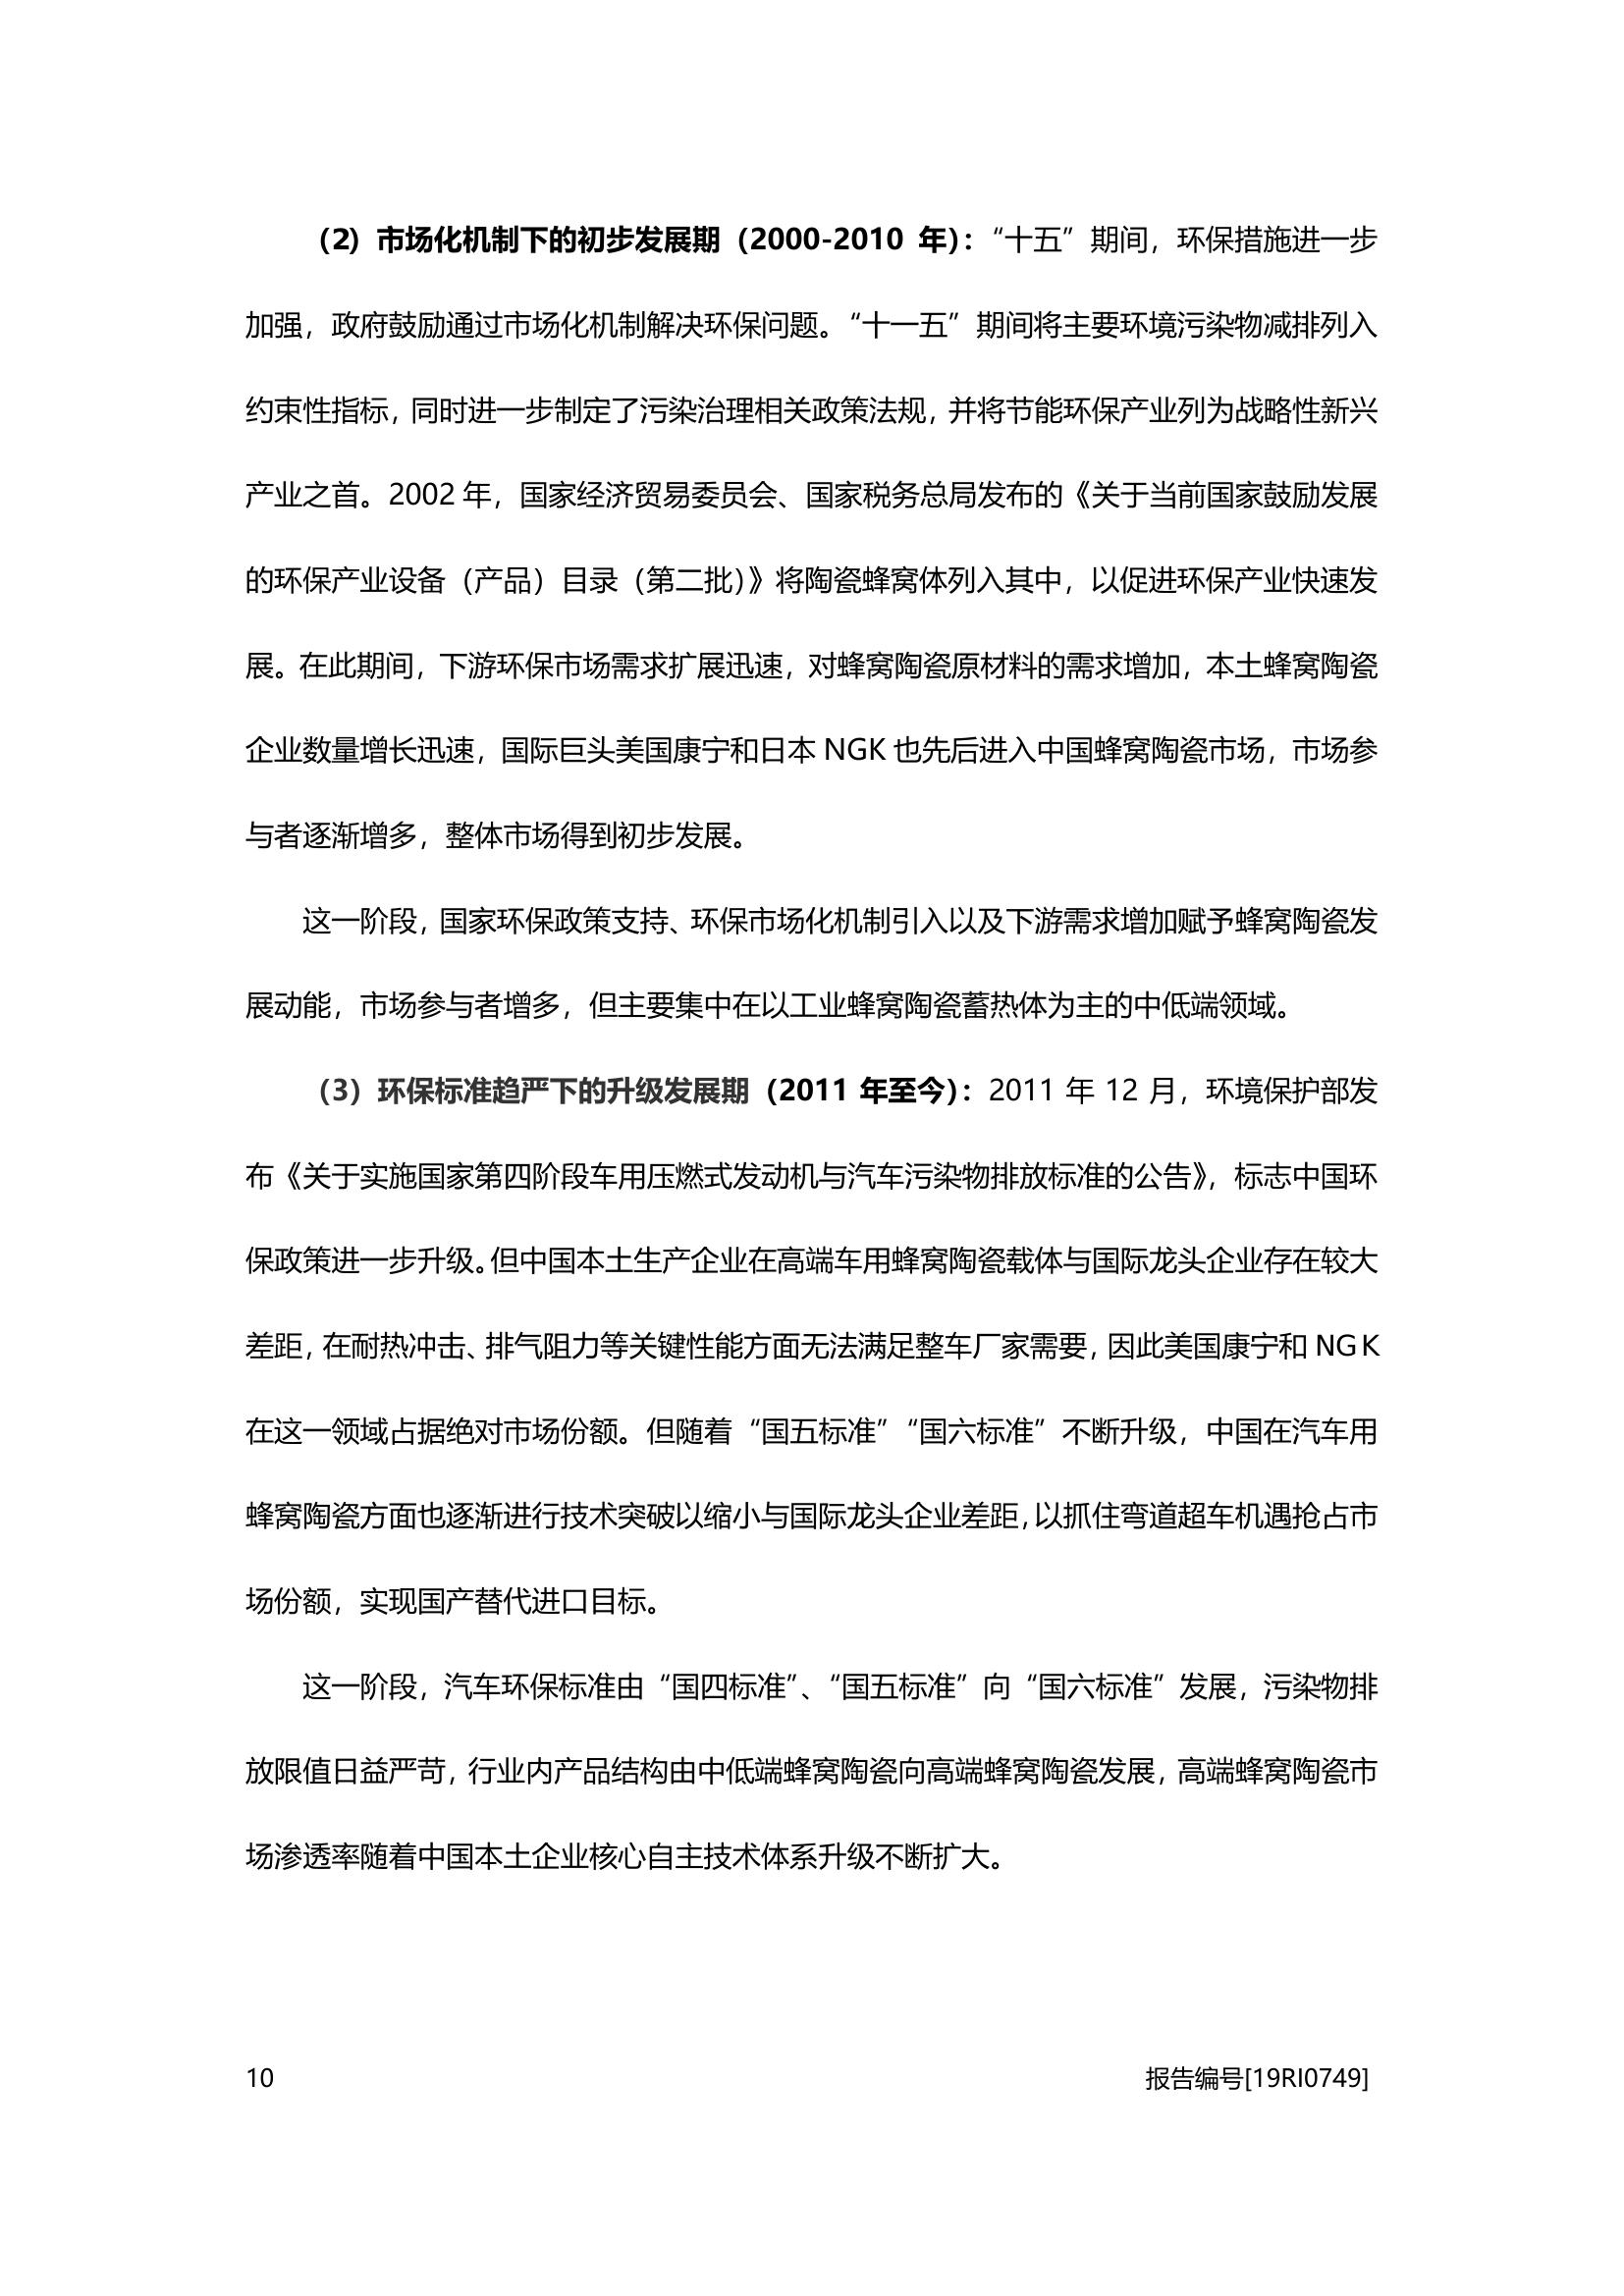 （2）市场化机制下的初步发展期（2000-2010 年）：“十五”期间，环保措施进一步
加强，政府鼓励通过市场化机制解决环保问题。“十一五”期间将主要环境污染物减排列入
约束性指标，同时进一步制定了污染治理相关政策法规，并将节能环保产业列为战略性新兴
产业之首。2002 年，国家经济贸易委员会、国家税务总局发布的《关于当前国家鼓励发展
的环保产业设备（产品）目录（第二批）》将陶瓷蜂窝体列入其中，以促进环保产业快速发
展。在此期间，下游环保市场需求扩展迅速，对蜂窝陶瓷原材料的需求增加，本土蜂窝陶瓷
企业数量增长迅速，国际巨头美国康宁和日本 NGK 也先后进入中国蜂窝陶瓷市场，市场参
与者逐渐增多，整体市场得到初步发展。
这一阶段，国家环保政策支持、环保市场化机制引入以及下游需求增加赋予蜂窝陶瓷发
展动能，市场参与者增多，但主要集中在以工业蜂窝陶瓷蓄热体为主的中低端领域。
（3）环保标准趋严下的升级发展期（2011 年至今）：2011 年 12 月，环境保护部发
布《关于实施国家第四阶段车用压燃式发动机与汽车污染物排放标准的公告》，标志中国环
保政策进一步升级。但中国本土生产企业在高端车用蜂窝陶瓷载体与国际龙头企业存在较大
差距，在耐热冲击、排气阻力等关键性能方面无法满足整车厂家需要，因此美国康宁和 NGK
在这一领域占据绝对市场份额。但随着“国五标准”“国六标准”不断升级，中国在汽车用
蜂窝陶瓷方面也逐渐进行技术突破以缩小与国际龙头企业差距，以抓住弯道超车机遇抢占市
场份额，实现国产替代进口目标。
这一阶段，汽车环保标准由“国四标准”、“国五标准”向“国六标准”发展，污染物排
放限值日益严苛，行业内产品结构由中低端蜂窝陶瓷向高端蜂窝陶瓷发展，高端蜂窝陶瓷市
场渗透率随着中国本土企业核心自主技术体系升级不断扩大。
10
报告编号[19RI0749]